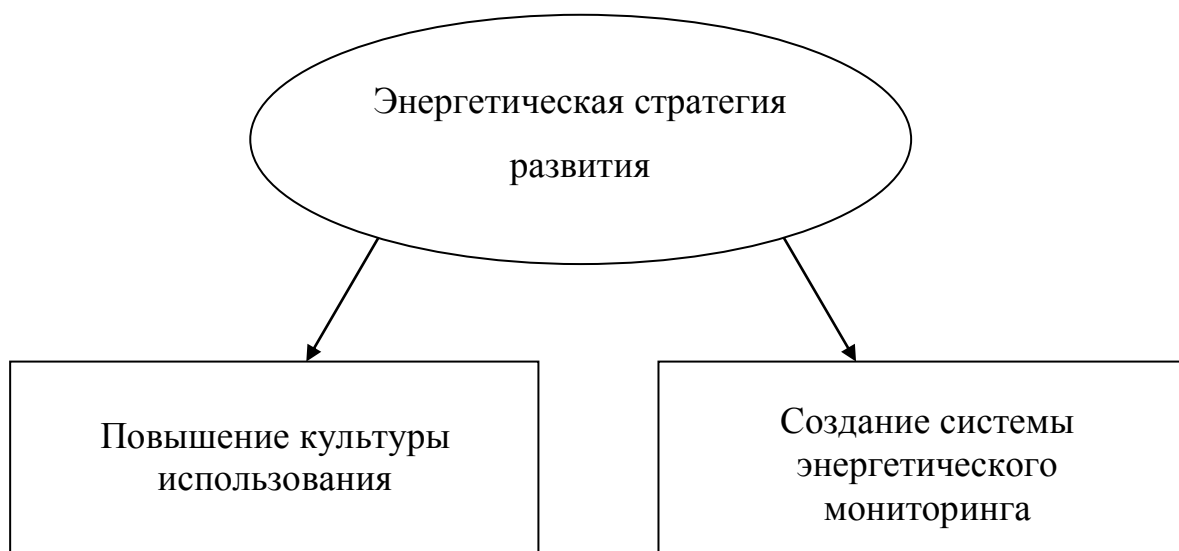 Энергетическая стратегия
развития
Повышение культуры
использования
Создание системы
энергетического
мониторинга